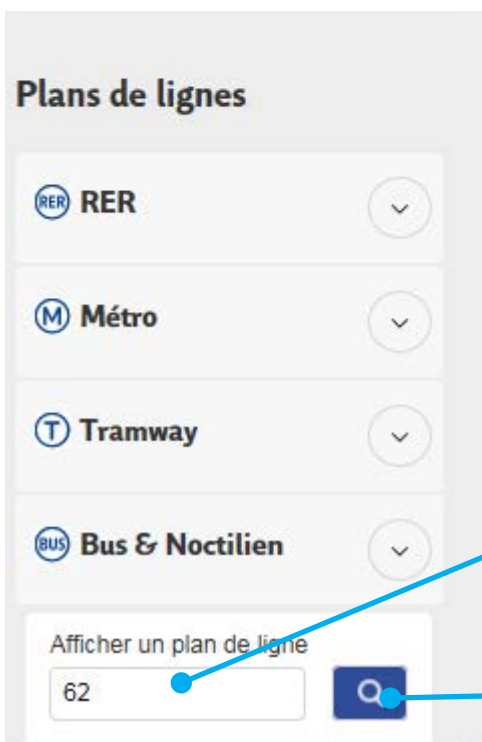 Plans de lignes
RER RER
M Métro
T Tramway
BUS Bus & Noctilien
Afficher un plan de ligne
62